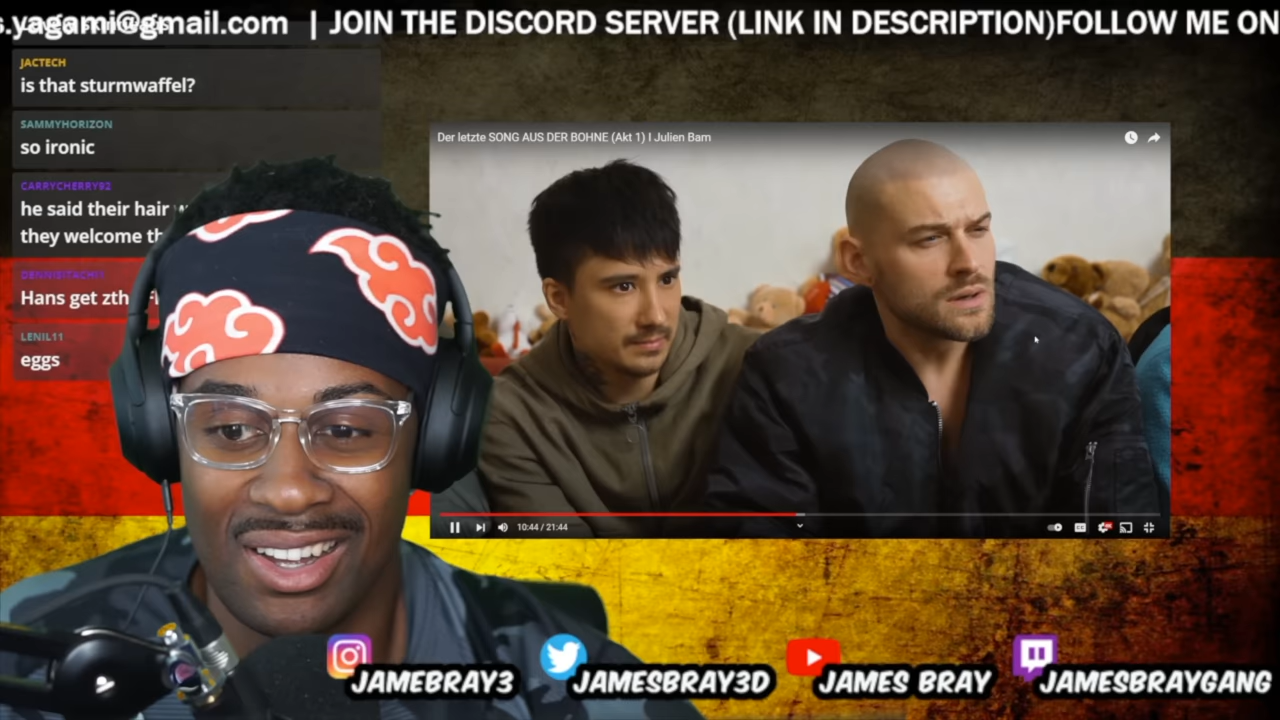 s.yagami@gmail.com | JOIN THE DISCORD SERVER (LINK IN DESCRIPTION)FOLLOW ME ON
JACTECH
is that sturmwaffel?
SAMMYHORIZON
so ironic
CARRYCHERRY92
he said their hair
they welcome th
Hans get
LENIL11
eggs
Der letzte SONG AUS DER BOHNE (Akt 1) I Julien Bam
10:44 / 21:44
JAMEBRAY3
JAMESBRAY3D
JAMES BRAY
JAMESBRAYGANG